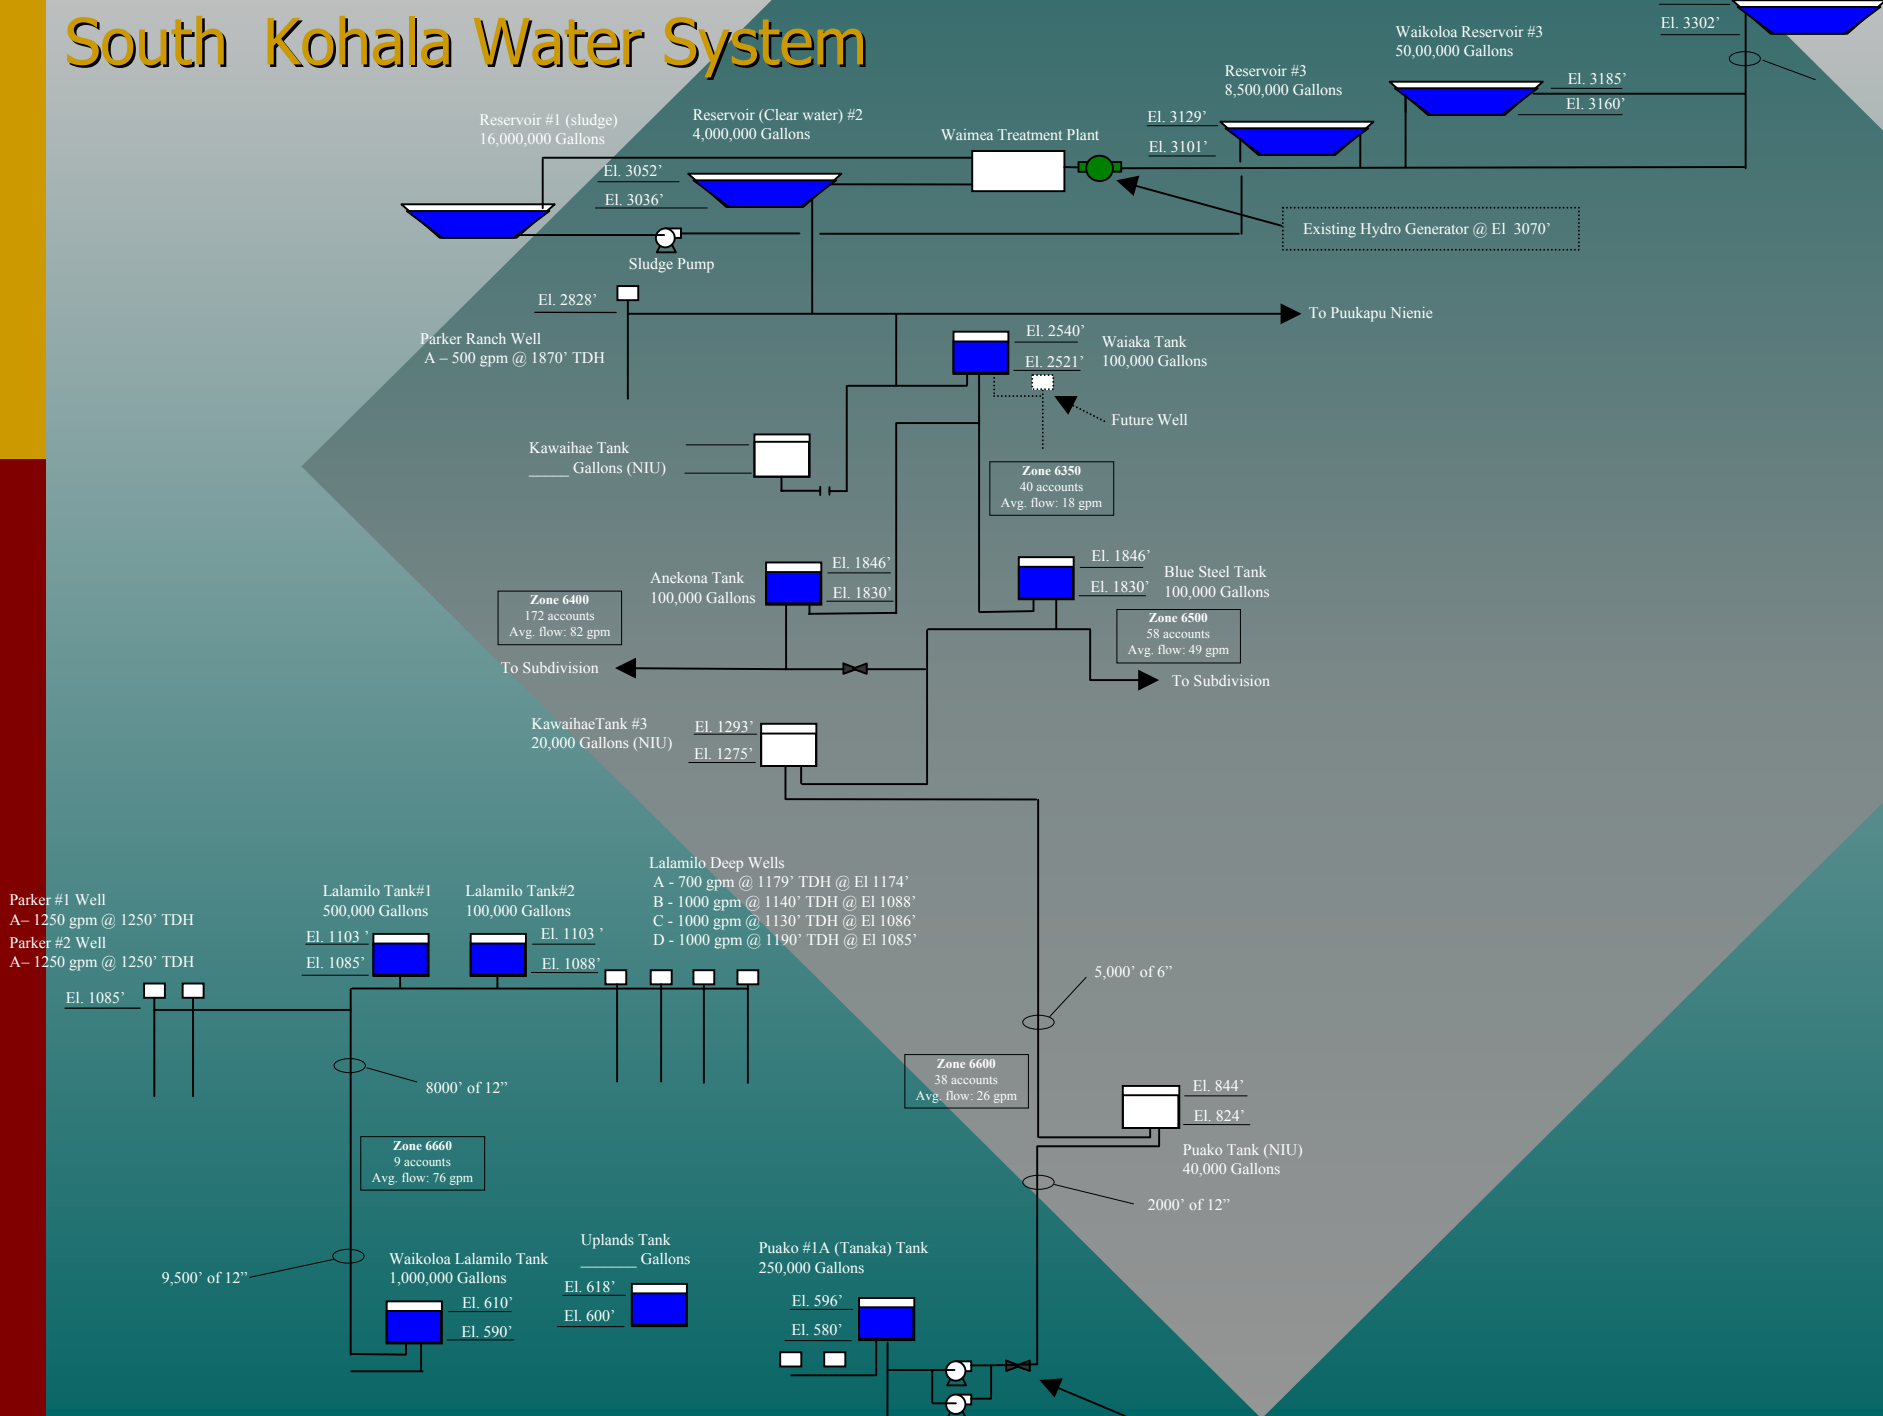 South Kohala Water System
El. 3302’
Waikoloa Reservoir #3
50,00,000 Gallons
El. 3185’
El. 3160’
Reservoir #3
8,500,000 Gallons
El. 3129’
El. 3101’
Reservoir #1 (sludge)
16,000,000 Gallons
Reservoir (Clear water) #2
4,000,000 Gallons
Waimea Treatment Plant
El. 3052’
El. 3036’
Existing Hydro Generator @ El 3070’
Sludge Pump
El. 2828’
To Puukapu Nienie
Parker Ranch Well
A – 500 gpm @ 1870’ TDH
El. 2540’
El. 2521’
Waiaka Tank
100,000 Gallons
Future Well
Kawaihae Tank
_____ Gallons (NIU)
Zone 6350
40 accounts
Avg. flow: 18 gpm
Anekona Tank
100,000 Gallons
El. 1846’
El. 1830’
El. 1846’
El. 1830’
Blue Steel Tank
100,000 Gallons
Zone 6400
172 accounts
Avg. flow: 82 gpm
Zone 6500
58 accounts
Avg. flow: 49 gpm
To Subdivision
To Subdivision
KawaihaeTank #3
20,000 Gallons (NIU)
El. 1293’
El. 1275’
Lalamilo Deep Wells
A - 700 gpm @ 1179’ TDH @ El 1174’
B - 1000 gpm @ 1140’ TDH @ El 1088’
C - 1000 gpm @ 1130’ TDH @ El 1086’
D - 1000 gpm @ 1190’ TDH @ El 1085’
Parker #1 Well
A– 1250 gpm @ 1250’ TDH
Parker #2 Well
A– 1250 gpm @ 1250’ TDH
El. 1085’
Lalamilo Tank#1
500,000 Gallons
El. 1103 ’
El. 1085’
Lalamilo Tank#2
100,000 Gallons
El. 1103 ’
El. 1088’
5,000’ of 6”
8000’ of 12”
Zone 6600
38 accounts
Avg. flow: 26 gpm
El. 844’
El. 824’
Puako Tank (NIU)
40,000 Gallons
Zone 6660
9 accounts
Avg. flow: 76 gpm
2000’ of 12”
9,500’ of 12”
Waikoloa Lalamilo Tank
1,000,000 Gallons
El. 610’
El. 590’
Uplands Tank
_______ Gallons
El. 618’
El. 600’
Puako #1A (Tanaka) Tank
250,000 Gallons
El. 596’
El. 580’